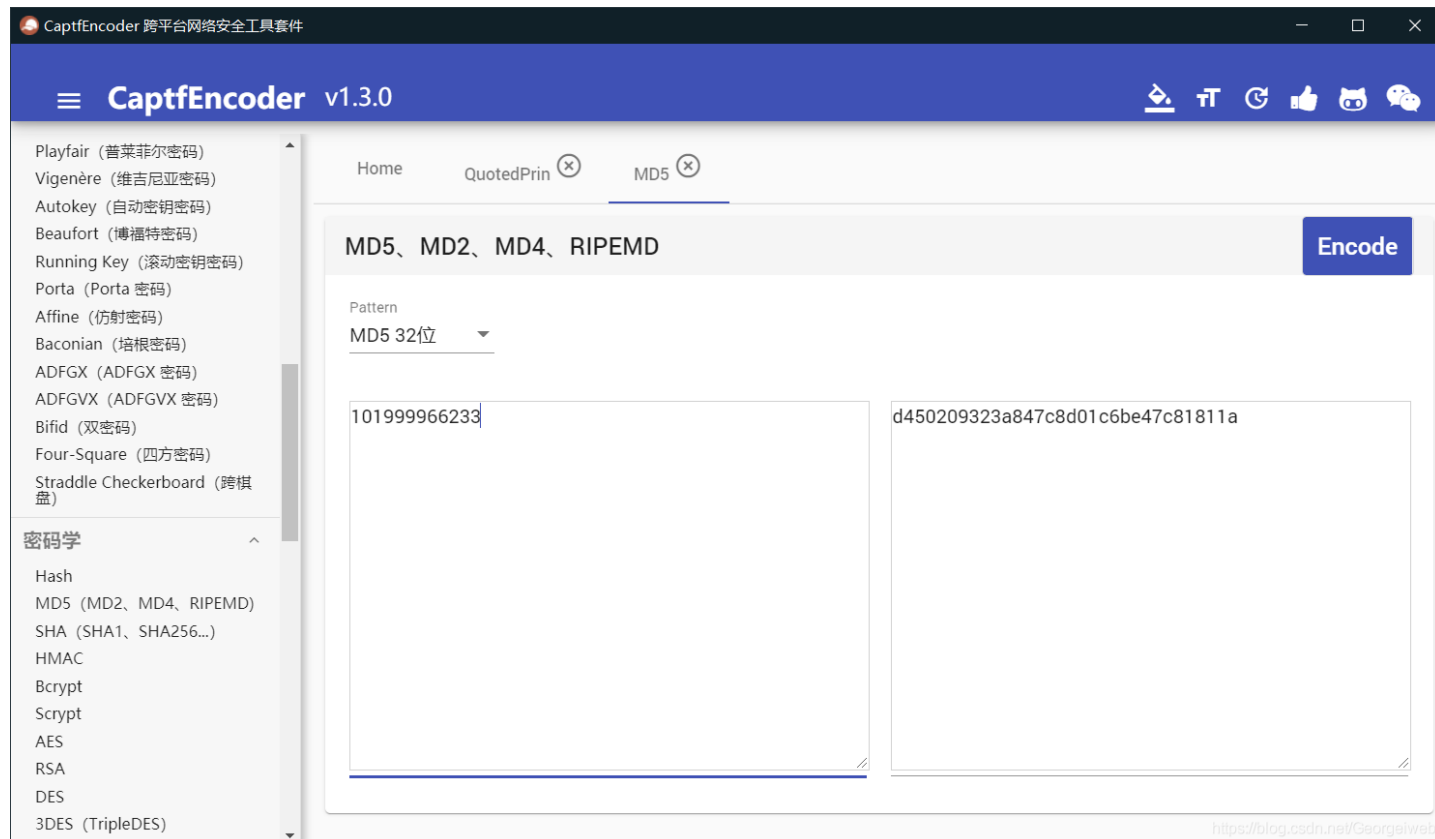 CaptfEncoder 跨平台网络安全工具套件
CaptfEncoder v1.3.0
Playfair（普莱菲尔密码）
Vigenère（维吉尼亚密码）
Autokey（自动密钥密码）
Beaufort（博福特密码）
Running Key（滚动密钥密码）
Porta（Porta 密码）
Affine（仿射密码）
Baconian（培根密码）
ADFGX（ADFGX 密码）
ADFGVX（ADFGVX 密码）
Bifid（双密码）
Four-Square（四方密码）
Straddle Checkerboard（跨棋
盘）
密码学
Hash
MD5（MD2、MD4、RIPEMD）
SHA（SHA1、SHA256...）
HMAC
Bcrypt
Scrypt
AES
RSA
DES
3DES（TripleDES）
Home QuotedPrin MD5
MD5、MD2、MD4、RIPEMD
Encode
Pattern
MD5 32位
101999966233
d450209323a847c8d01c6be47c81811a
https://blog.csdn.net/Georgeiweb